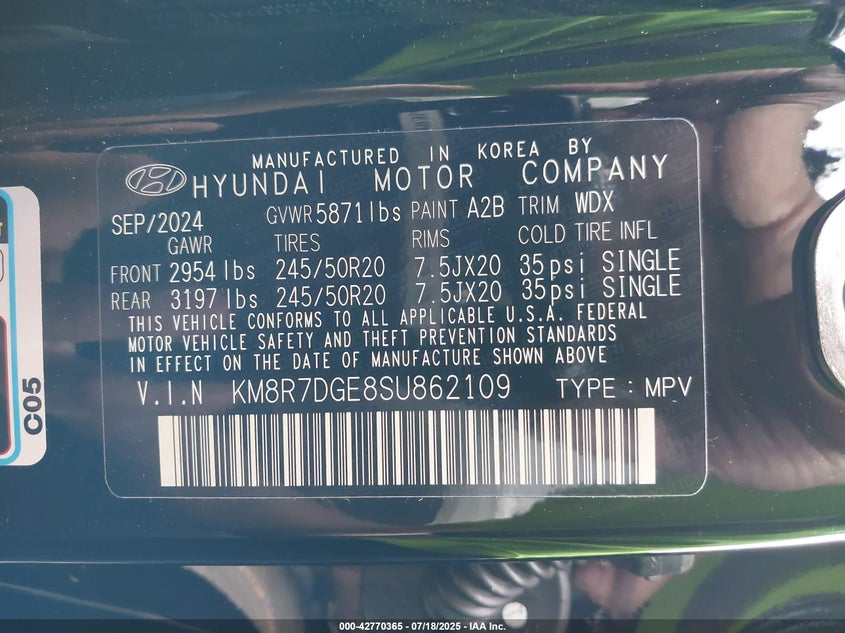 MANUFACTURED IN KOREA BY
HYUNDAI MOTOR COMPANY
SEP/2024 GVWR 5871lbs PAINT A2B TRIM WDX
GAWR TIRES RIMS COLD TIRE INFL
FRONT 2954 lbs 245/50R20 7.5JX20 35psi SINGLE
REAR 3197 lbs 245/50R20 7.5JX20 35psi SINGLE
THIS VEHICLE CONFORMS TO ALL APPLICABLE U.S.A. FEDERAL
MOTOR VEHICLE SAFETY AND THEFT PREVENTION STANDARDS
IN EFFECT ON THE DATE OF MANUFACTURE SHOWN ABOVE
V.I.N KM8R7DGE8SU862109 TYPE : MPV
C05
000-42770365 - 07/18/2025 - IAA Inc.